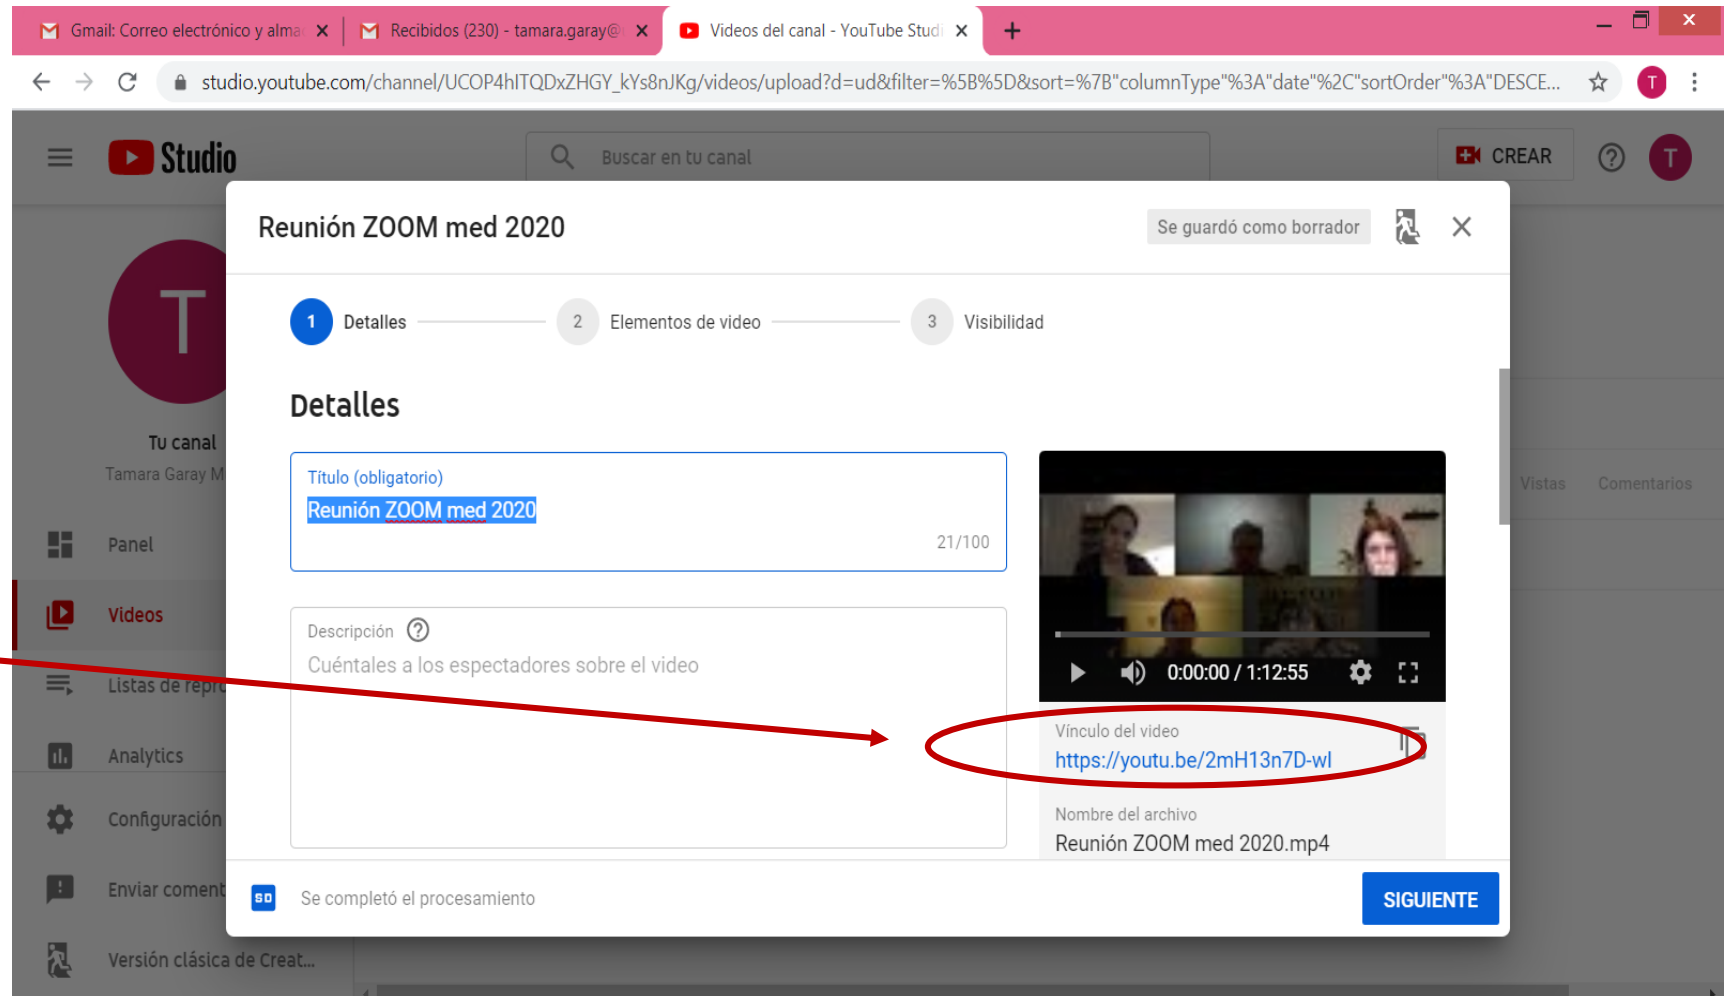 Gmail: Correo electrónico y alma
Recibidos (230) - tamara.garay@
Videos del canal - YouTube Studi
studio.youtube.com/channel/UCOP4hITQDxZHGY_kYs8nJKg/videos/upload?d=ud&filter=%5B%5D&sort=%7B"columnType"%3A"date"%2C"sortOrder"%3A"DESCE...
T
Studio
Buscar en tu canal
CREAR
T
Reunión ZOOM med 2020
Se guardó como borrador
T
1 Detalles
2 Elementos de video
3 Visibilidad
Detalles
Tu canal
Tamara Garay M
Título (obligatorio)
Reunión ZOOM med 2020
21/100
Vistas
Comentarios
Panel
Videos
Descripción
Cuéntales a los espectadores sobre el video
0:00:00 / 1:12:55
Listas de repro
Vínculo del video
https://youtu.be/2mH13n7D-wI
Analytics
Nombre del archivo
Reunión ZOOM med 2020.mp4
Configuración
Enviar coment
SD
Se completó el procesamiento
SIGUIENTE
Versión clásica de Creat...